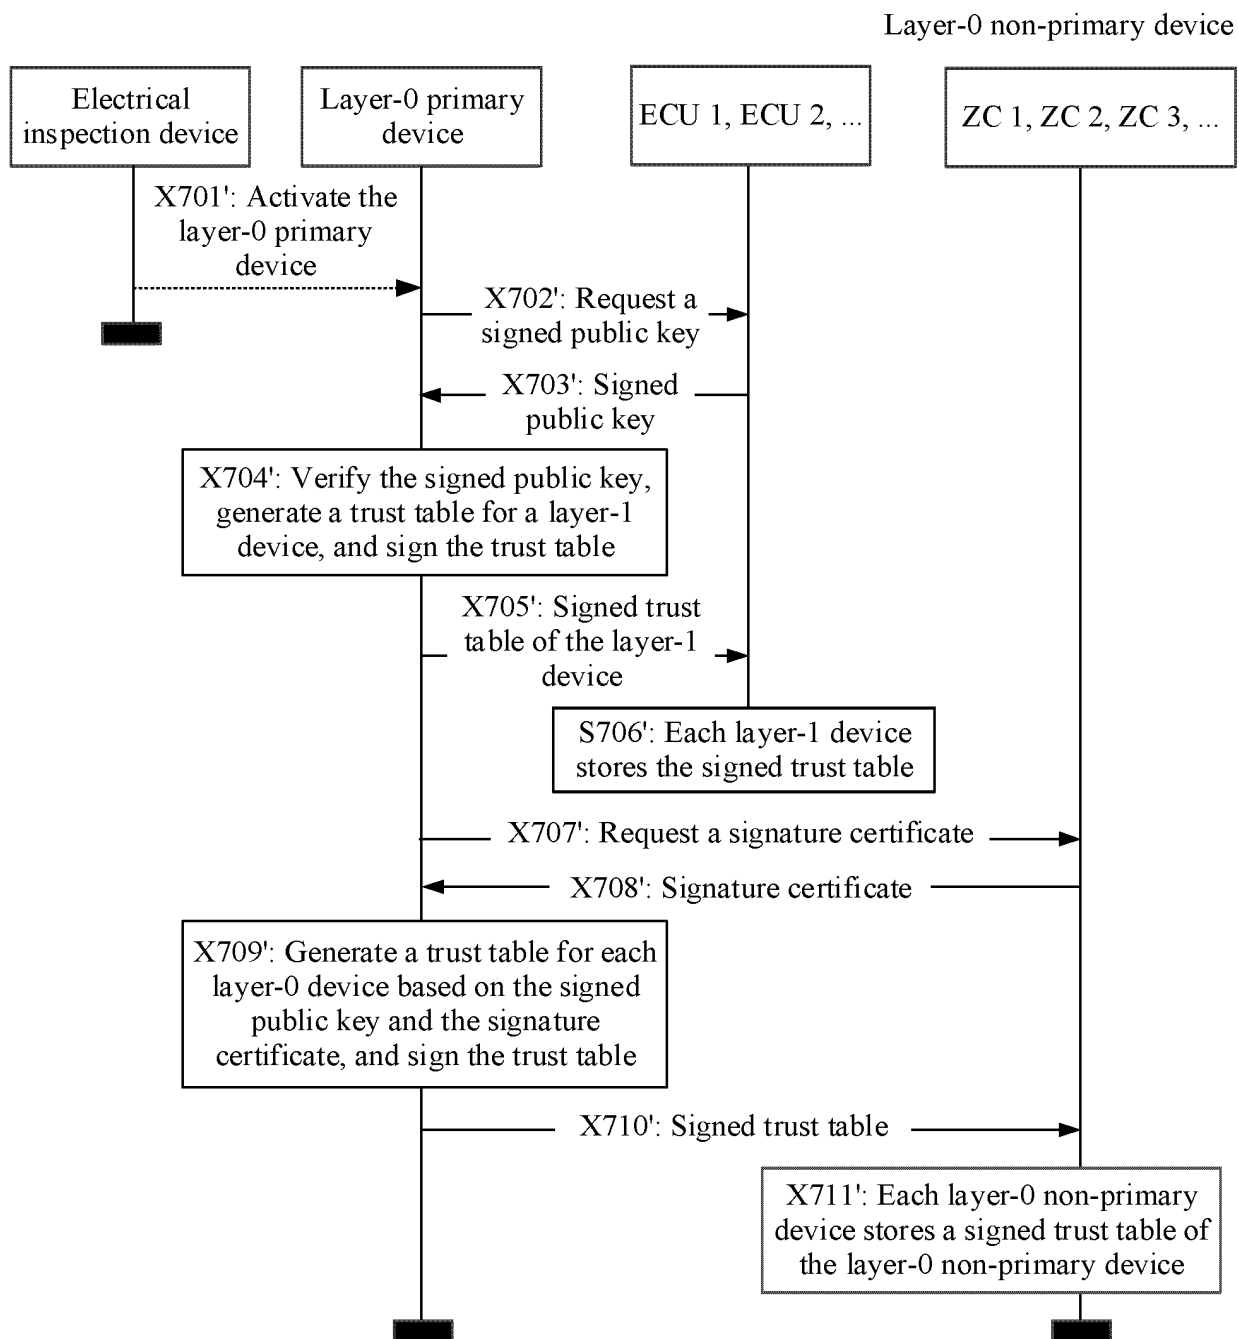 Layer-0 non-primary device
Electrical
inspection device
Layer-0 primary
device
ECU 1, ECU 2, ...
ZC 1, ZC 2, ZC 3, ...
X701': Activate the
layer-0 primary
device
X702': Request a
signed public key
X703': Signed
public key
X704': Verify the signed public key,
generate a trust table for a layer-1
device, and sign the trust table
X705': Signed trust
table of the layer-1
device
S706': Each layer-1 device
stores the signed trust table
X707': Request a signature certificate
X708': Signature certificate
X709': Generate a trust table for each
layer-0 device based on the signed
public key and the signature
certificate, and sign the trust table
X710': Signed trust table
X711': Each layer-0 non-primary
device stores a signed trust table of
the layer-0 non-primary device